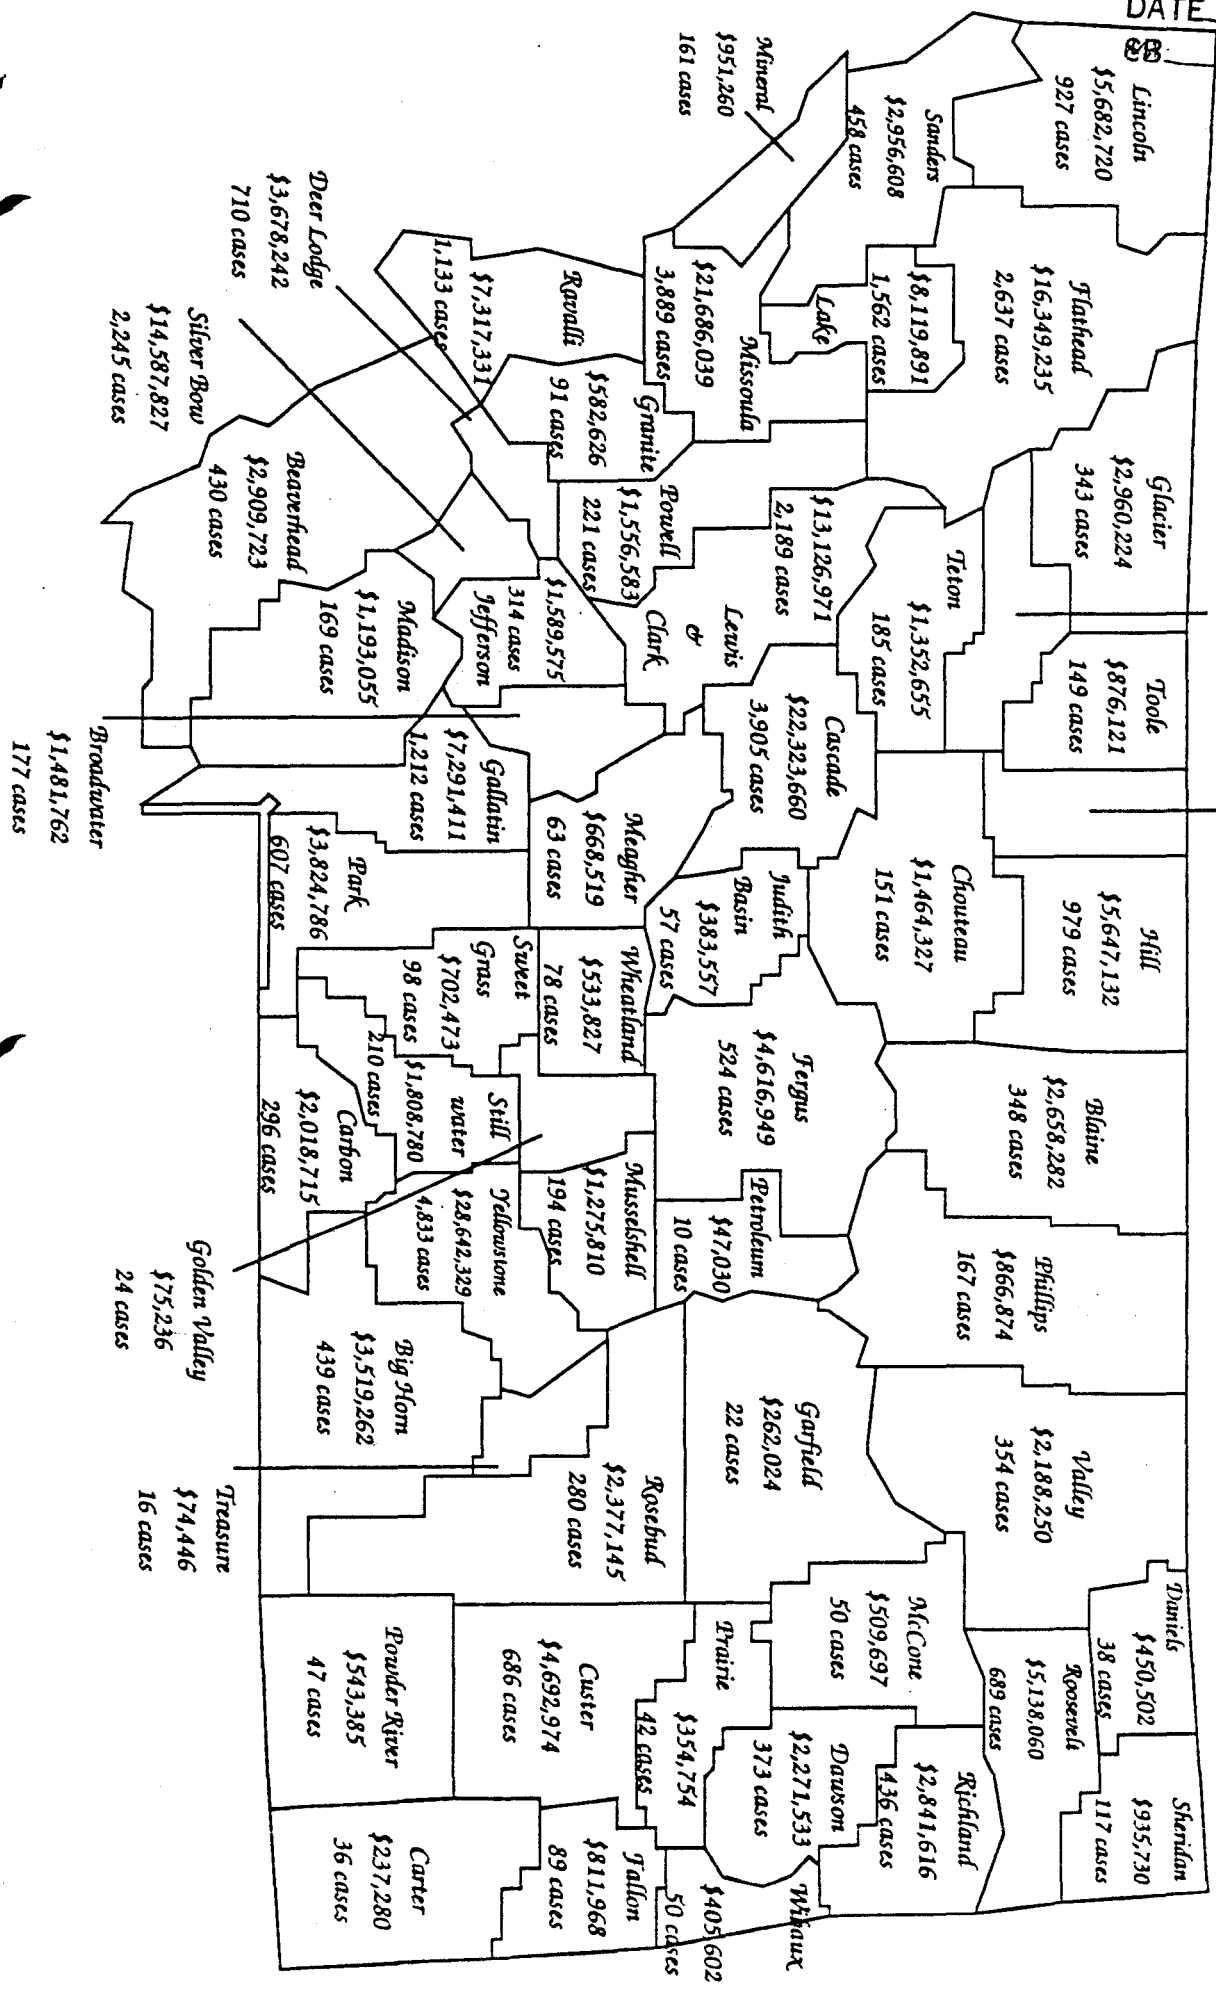 DATE
Lincoln
$5,682,720
927 cases
Flathead
$16,349,235
2,637 cases
Glacier
$2,960,224
343 cases
Toole
$876,121
149 cases
Hill
$5,647,132
979 cases
Blaine
$2,658,282
348 cases
Phillips
$866,874
167 cases
Valley
$2,188,250
354 cases
Daniels
$450,502
38 cases
Sheridan
$935,730
117 cases
Roosevelt
$5,138,060
689 cases
Richland
$2,841,616
436 cases
Sanders
$2,956,608
458 cases
Lake
$8,119,891
1,562 cases
Teton
$1,352,655
185 cases
Chouteau
$1,464,327
151 cases
McCone
$509,697
50 cases
Dawson
$2,271,533
373 cases
Garfield
$262,024
22 cases
Mineral
$951,260
161 cases
Missoula
$21,686,039
3,889 cases
Lewis
&
Clark
$13,126,971
2,189 cases
Cascade
$22,323,660
3,905 cases
Judith
Basin
$383,557
57 cases
Fergus
$4,616,949
524 cases
Petroleum
$47,030
10 cases
Prairie
$354,754
42 cases
Wibaux
$405,602
50 cases
Powell
$1,556,583
221 cases
Granite
$582,626
91 cases
Ravalli
$7,317,331
1,133 cases
Meagher
$668,519
63 cases
Wheatland
$533,827
78 cases
Musselshell
$1,275,810
194 cases
Rosebud
$2,377,145
280 cases
Custer
$4,692,974
686 cases
Fallon
$811,968
89 cases
Deer Lodge
$3,678,242
710 cases
Silver Bow
$14,587,827
2,245 cases
Jefferson
$1,589,575
314 cases
Gallatin
$7,291,411
1,212 cases
Sweet
Grass
$702,473
98 cases
Still
water
$1,808,780
210 cases
Yellowstone
$28,642,329
4,833 cases
Beaverhead
$2,909,723
430 cases
Madison
$1,193,055
169 cases
Park
$3,824,786
607 cases
Carbon
$2,018,715
296 cases
Big Horn
$3,519,262
439 cases
Powder River
$543,385
47 cases
Carter
$237,280
36 cases
Broadwater
$1,481,762
177 cases
Golden Valley
$75,236
24 cases
Treasure
$74,446
16 cases